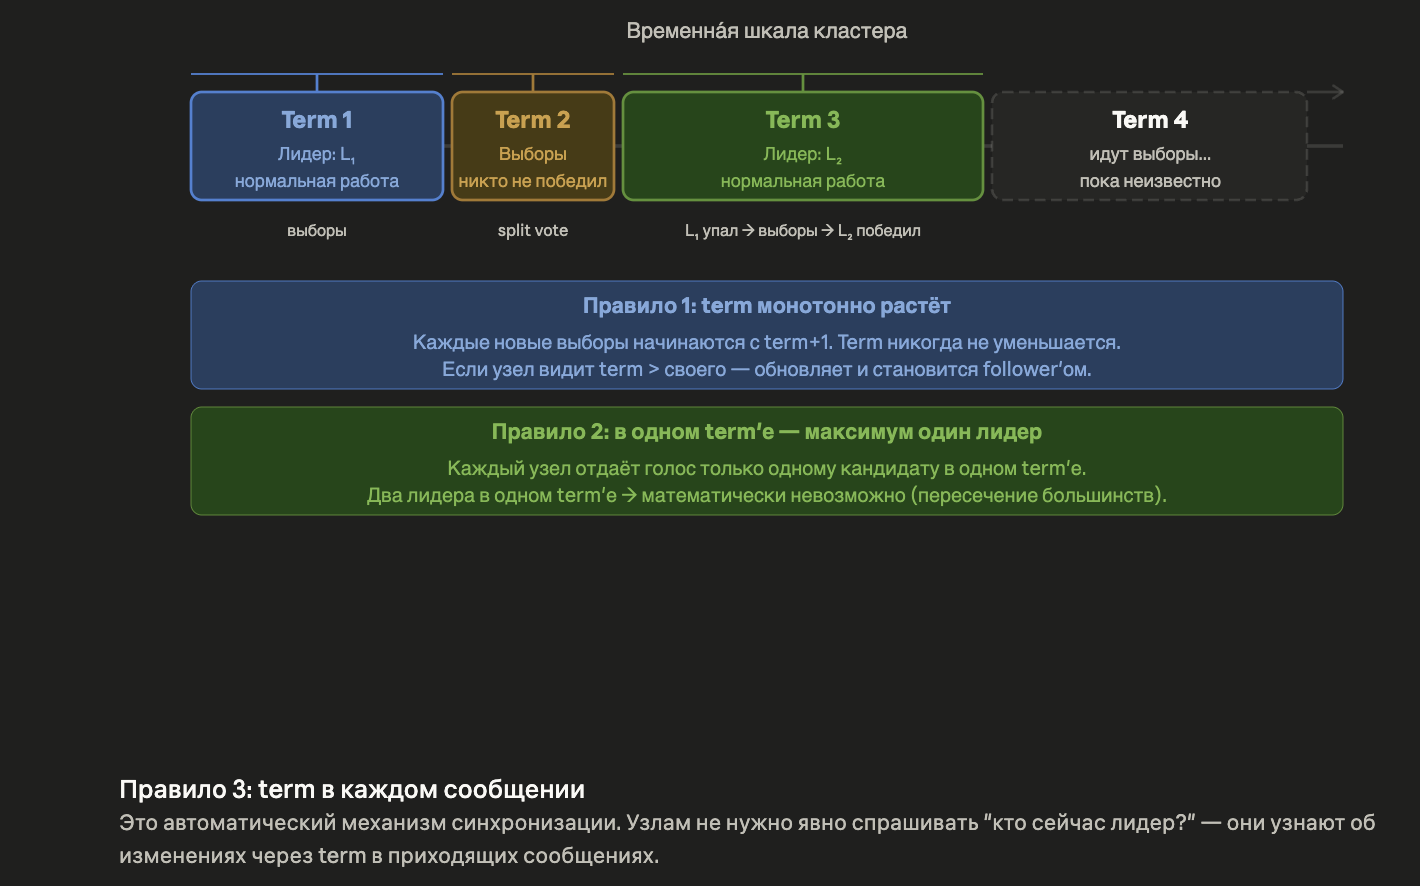 Временна́я шкала кластера
Term 1
Лидер: L₁
нормальная работа
Term 2
Выборы
никто не победил
Term 3
Лидер: L₂
нормальная работа
Term 4
идут выборы...
пока неизвестно
выборы
split vote
L₁ упал → выборы → L₂ победил
Правило 1: term монотонно растёт
Каждые новые выборы начинаются с term+1. Term никогда не уменьшается.
Если узел видит term > своего — обновляет и становится follower'ом.
Правило 2: в одном term'е — максимум один лидер
Каждый узел отдаёт голос только одному кандидату в одном term'е.
Два лидера в одном term'е → математически невозможно (пересечение большинств).
Правило 3: term в каждом сообщении
Это автоматический механизм синхронизации. Узлам не нужно явно спрашивать "кто сейчас лидер?" — они узнают об
изменениях через term в приходящих сообщениях.